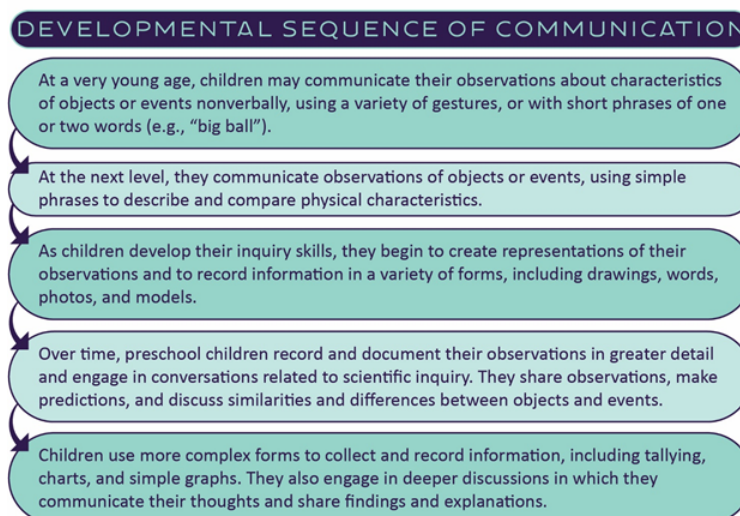 DEVELOPMENTAL SEQUENCE OF COMMUNICATION
At a very young age, children may communicate their observations about characteristics
of objects or events nonverbally, using a variety of gestures, or with short phrases of one
or two words (e.g., “big ball”).
At the next level, they communicate observations of objects or events, using simple
phrases to describe and compare physical characteristics.
As children develop their inquiry skills, they begin to create representations of their
observations and to record information in a variety of forms, including drawings, words,
photos, and models.
Over time, preschool children record and document their observations in greater detail
and engage in conversations related to scientific inquiry. They share observations, make
predictions, and discuss similarities and differences between objects and events.
Children use more complex forms to collect and record information, including tallying,
charts, and simple graphs. They also engage in deeper discussions in which they
communicate their thoughts and share findings and explanations.